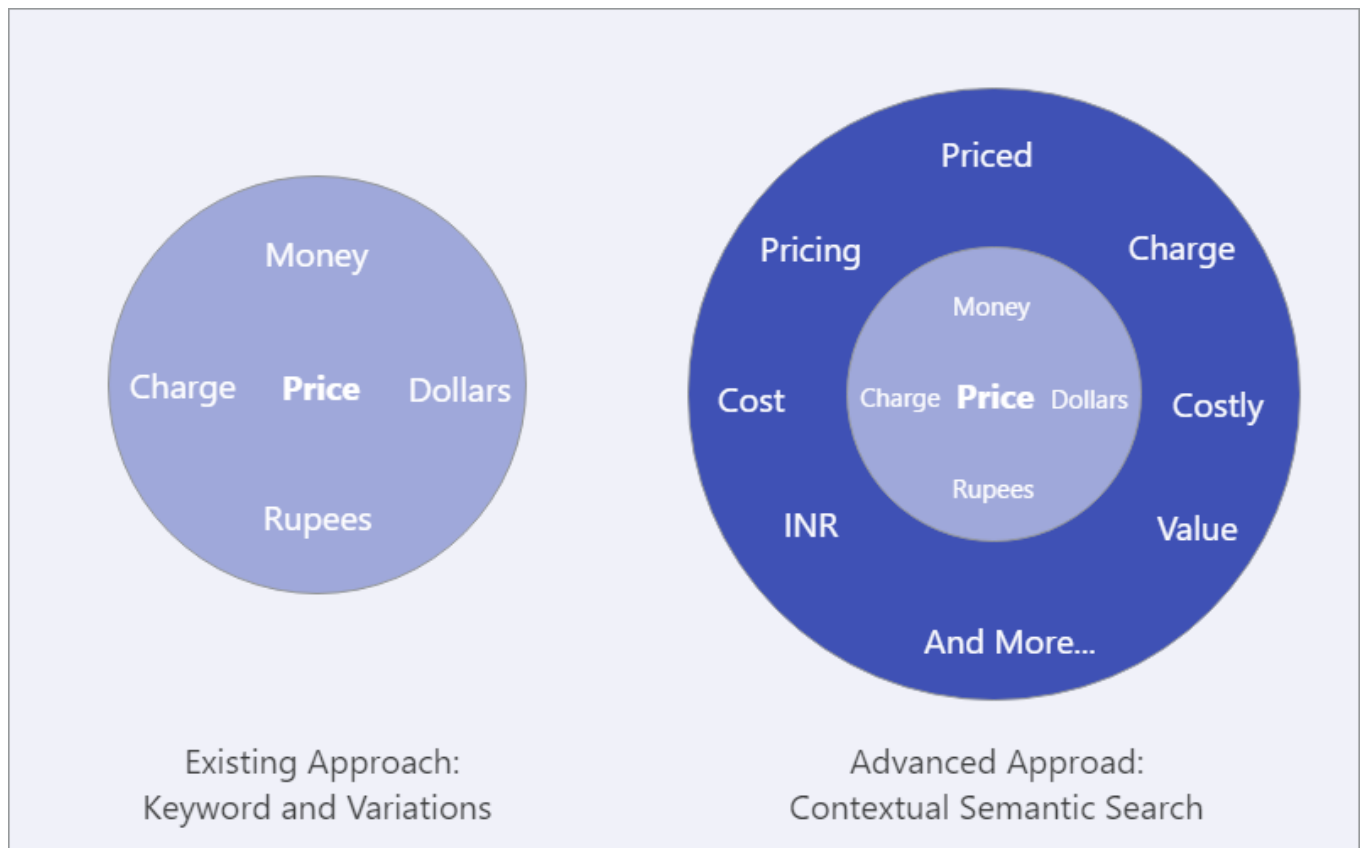 Money
Charge Price Dollars
Rupees
Existing Approach:
Keyword and Variations
Priced
Pricing
Charge
Money
Cost
Charge Price Dollars
Costly
Rupees
INR
Value
And More...
Advanced Approad:
Contextual Semantic Search